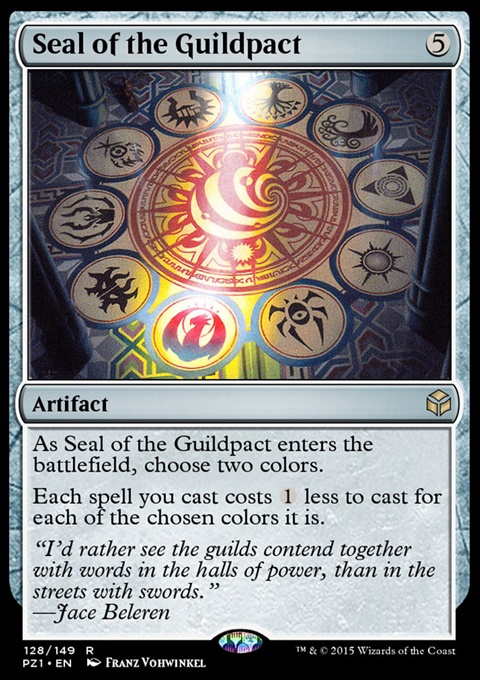 Seal of the Guildpact 5
Artifact
As Seal of the Guildpact enters the
battlefield, choose two colors.
Each spell you cast costs 1 less to cast for
each of the chosen colors it is.
“I’d rather see the guilds contend together
with words in the halls of power, than in the
streets with swords.”
—Jace Beleren
128/149 R
PZ1 • EN Franz Vohwinkel
™ & © 2015 Wizards of the Coast